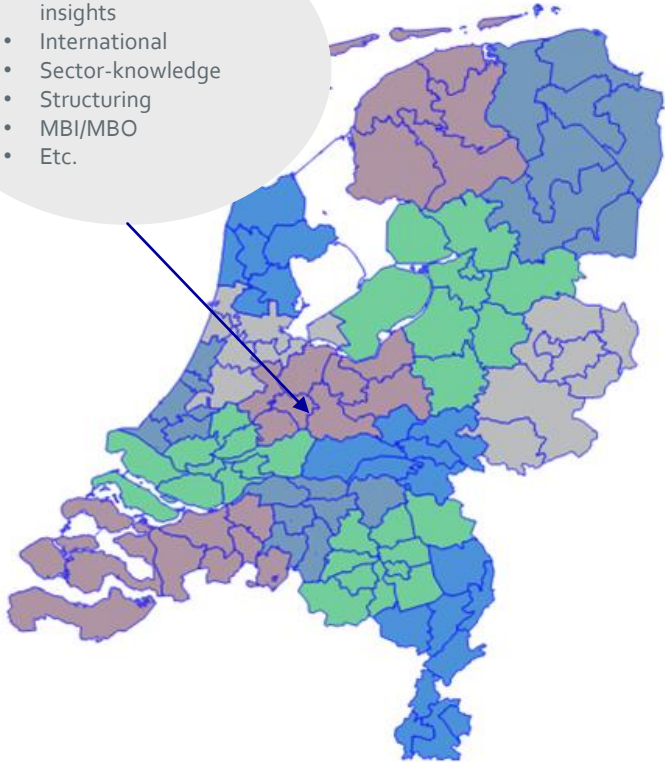 insights
• International
• Sector-knowledge
• Structuring
• MBI/MBO
• Etc.